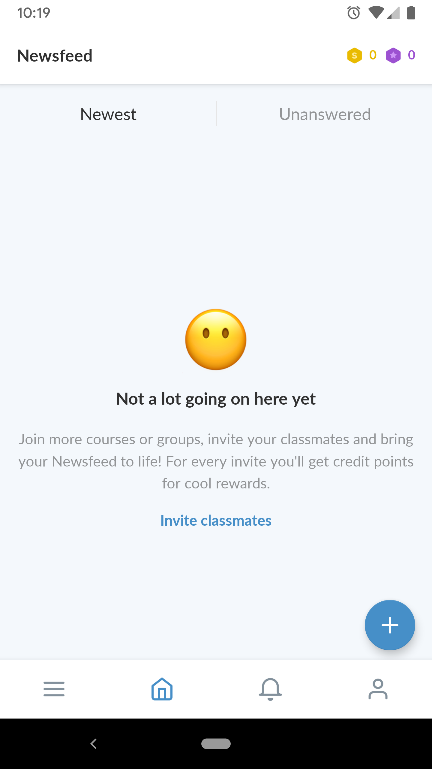 10:19
Newsfeed
0
0
Newest
Unanswered
Not a lot going on here yet
Join more courses or groups, invite your classmates and bring
your Newsfeed to life! For every invite you'll get credit points
for cool rewards.
Invite classmates